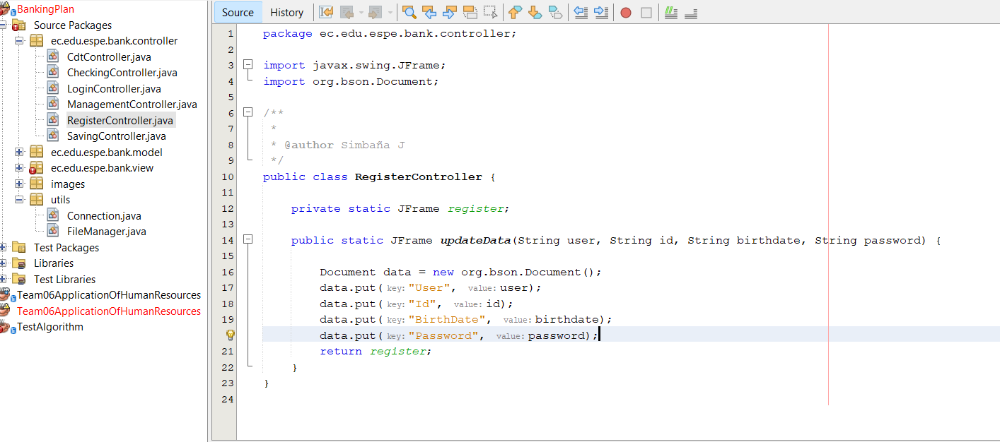 BankingPlan
Source Packages
ec.edu.espe.bank.controller
CdtController.java
CheckingController.java
LoginController.java
ManagementController.java
RegisterController.java
SavingController.java
ec.edu.espe.bank.model
ec.edu.espe.bank.view
images
utils
Connection.java
FileManager.java
Test Packages
Libraries
Test Libraries
Team06ApplicationOfHumanResources
Team06ApplicationOfHumanResources
TestAlgorithm
Source History
1 package ec.edu.espe.bank.controller;
2
3 import javax.swing.JFrame;
4 import org.bson.Document;
5
6 /**
7 *
8 * @author Simbaña J
9 */
10 public class RegisterController {
11
12 private static JFrame register;
13
14 public static JFrame updateData(String user, String id, String birthdate, String password) {
15
16 Document data = new org.bson.Document();
17 data.put(key: "User", value: user);
18 data.put(key: "Id", value: id);
19 data.put(key: "BirthDate", value: birthdate);
data.put(key: "Password", value: password);
21 return register;
22 }
23 }
24